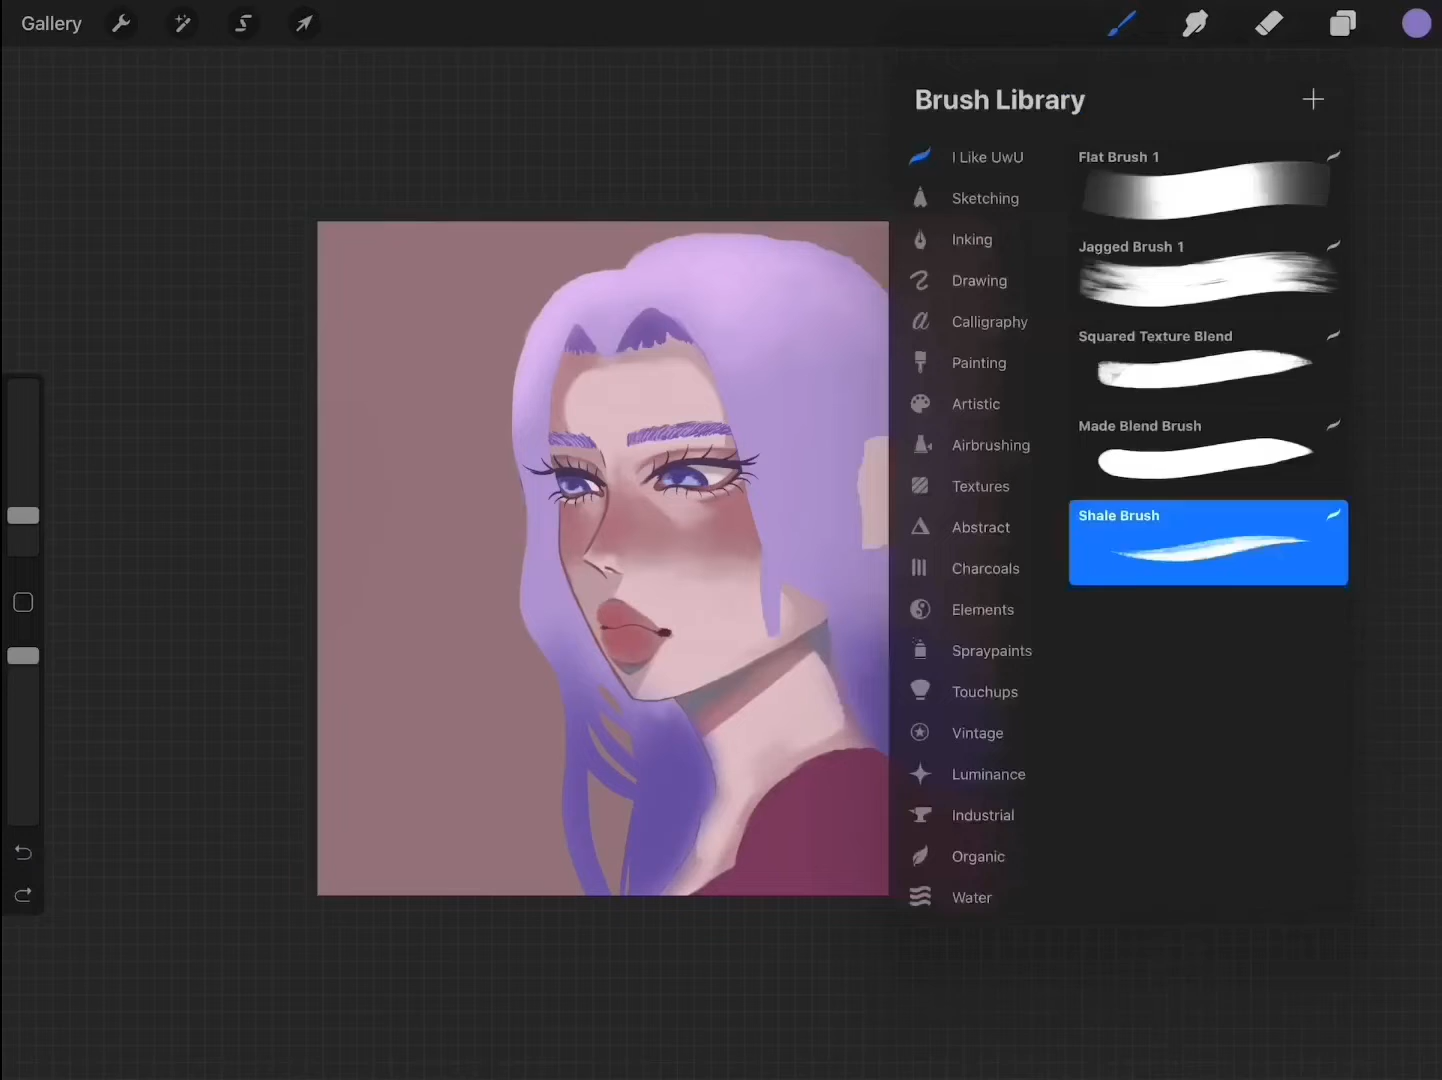 Gallery
Brush Library
I Like UwU
Sketching
Inking
Drawing
Calligraphy
Painting
Artistic
Airbrushing
Textures
Abstract
Charcoals
Elements
Spraypaints
Touchups
Vintage
Luminance
Industrial
Organic
Water
Flat Brush 1
Jagged Brush 1
Squared Texture Blend
Made Blend Brush
Shale Brush